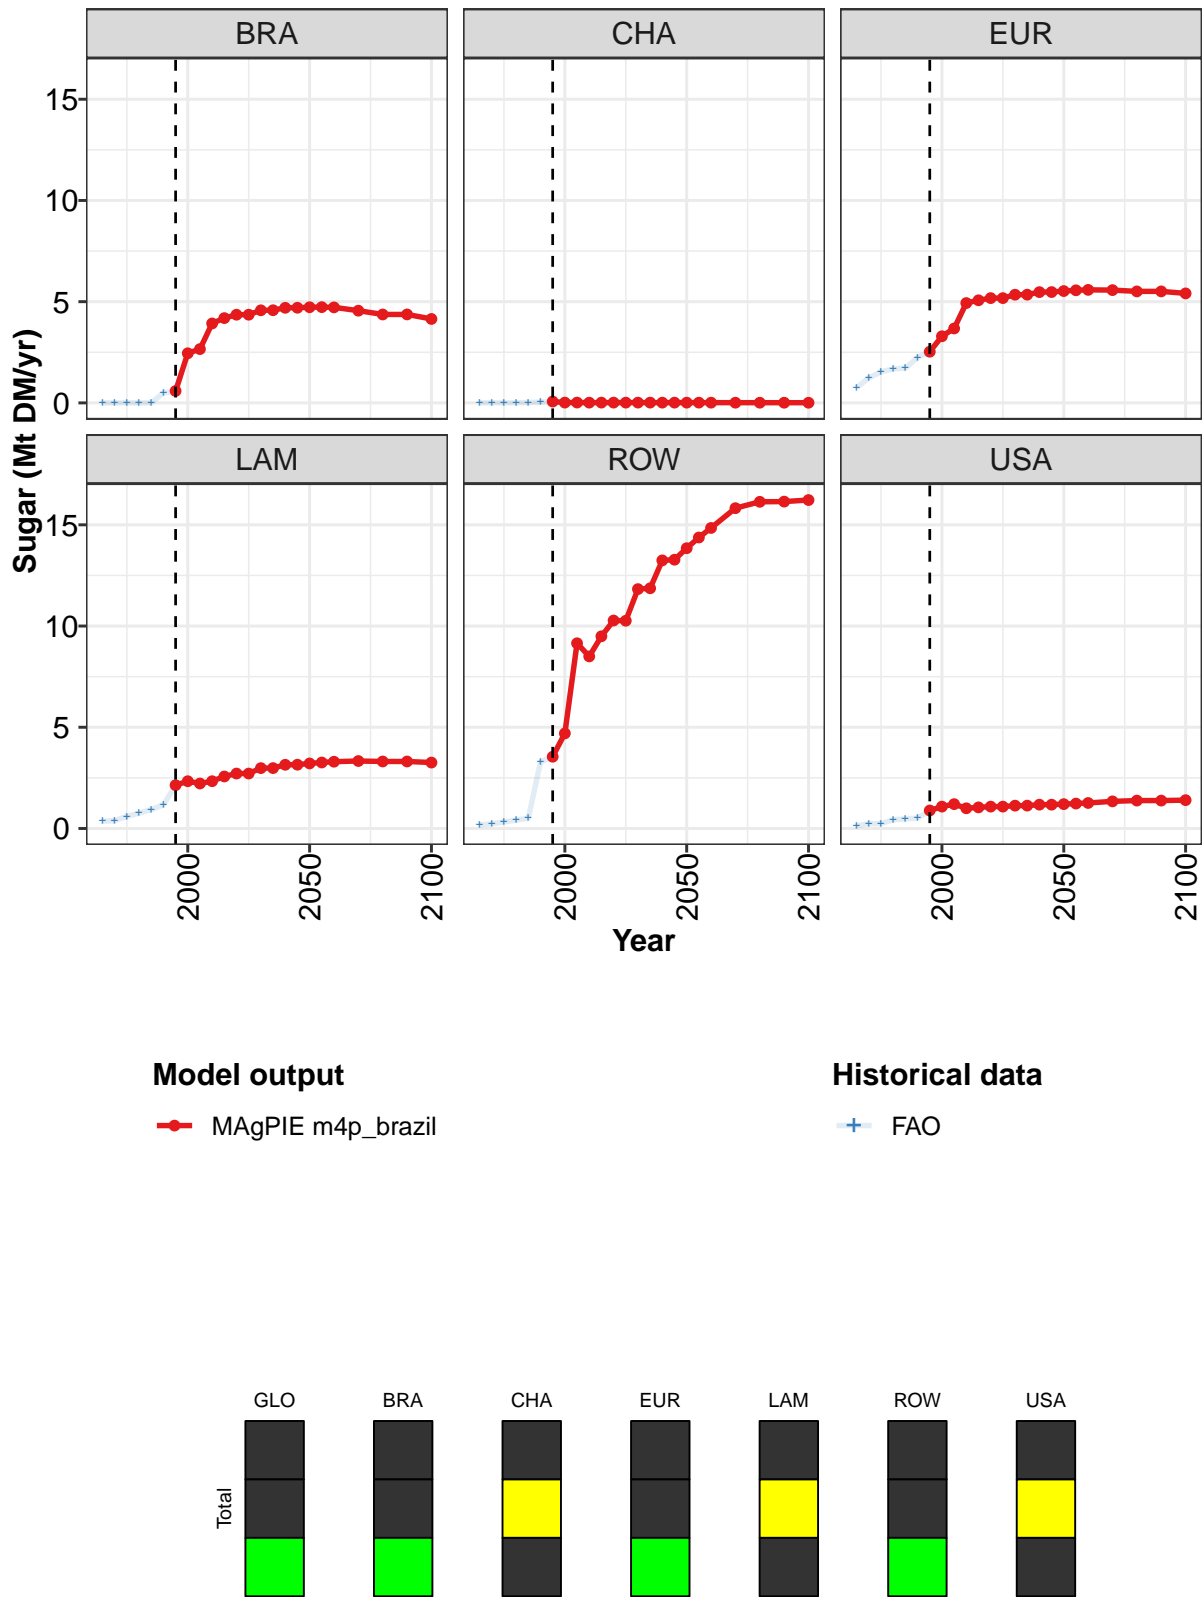 BRA CHA EUR
15
10
5
0
LAM ROW USA
15
10
5
0
Sugar (Mt DM/yr)
2000 2050 2100 2000 2050 2100 2000 2050 2100
Year
Model output Historical data
MAgPIE m4p_brazil FAO
GLO BRA CHA EUR LAM ROW USA
Total